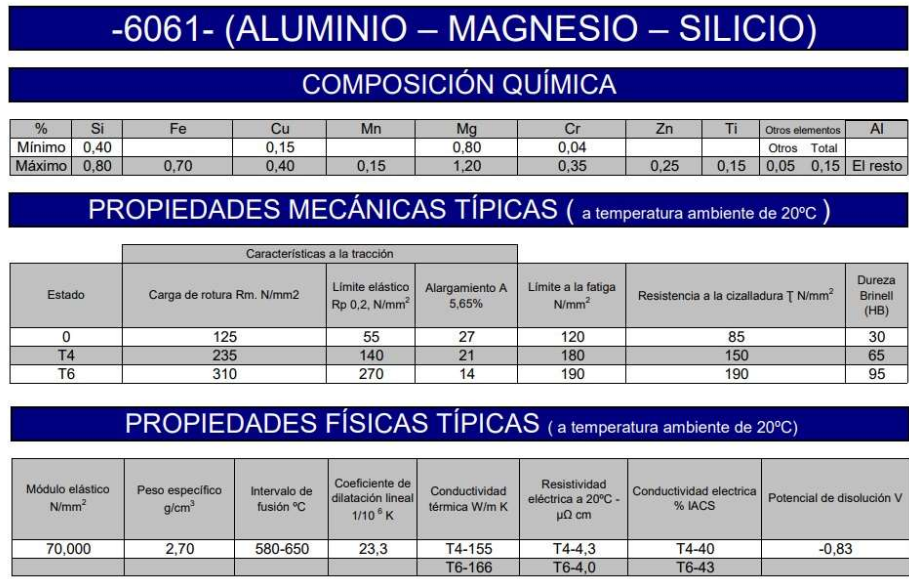 -6061- (ALUMINIO – MAGNESIO – SILICIO)
COMPOSICIÓN QUÍMICA
% Si Fe Cu Mn Mg Cr Zn Ti Otros elementos Al
Mínimo 0,40 0,15 0,80 0,04 Otros Total
Máximo 0,80 0,70 0,40 0,15 1,20 0,35 0,25 0,15 0,05 0,15 El resto
PROPIEDADES MECÁNICAS TÍPICAS ( a temperatura ambiente de 20ºC )
Características a la tracción
Estado Carga de rotura Rm. N/mm2 Límite elástico Rp 0,2, N/mm² Alargamiento A 5,65% Límite a la fatiga N/mm² Resistencia a la cizalladura Ʈ N/mm² Dureza Brinell (HB)
0 125 55 27 120 85 30
T4 235 140 21 180 150 65
T6 310 270 14 190 190 95
PROPIEDADES FÍSICAS TÍPICAS ( a temperatura ambiente de 20ºC)
Módulo elástico N/mm² Peso específico g/cm³ Intervalo de fusión ºC Coeficiente de dilatación lineal 1/10 ⁶ K Conductividad térmica W/m K Resistividad eléctrica a 20ºC - µΩ cm Conductividad electrica % IACS Potencial de disolución V
70,000 2,70 580-650 23,3 T4-155 T4-4,3 T4-40 -0,83
T6-166 T6-4,0 T6-43